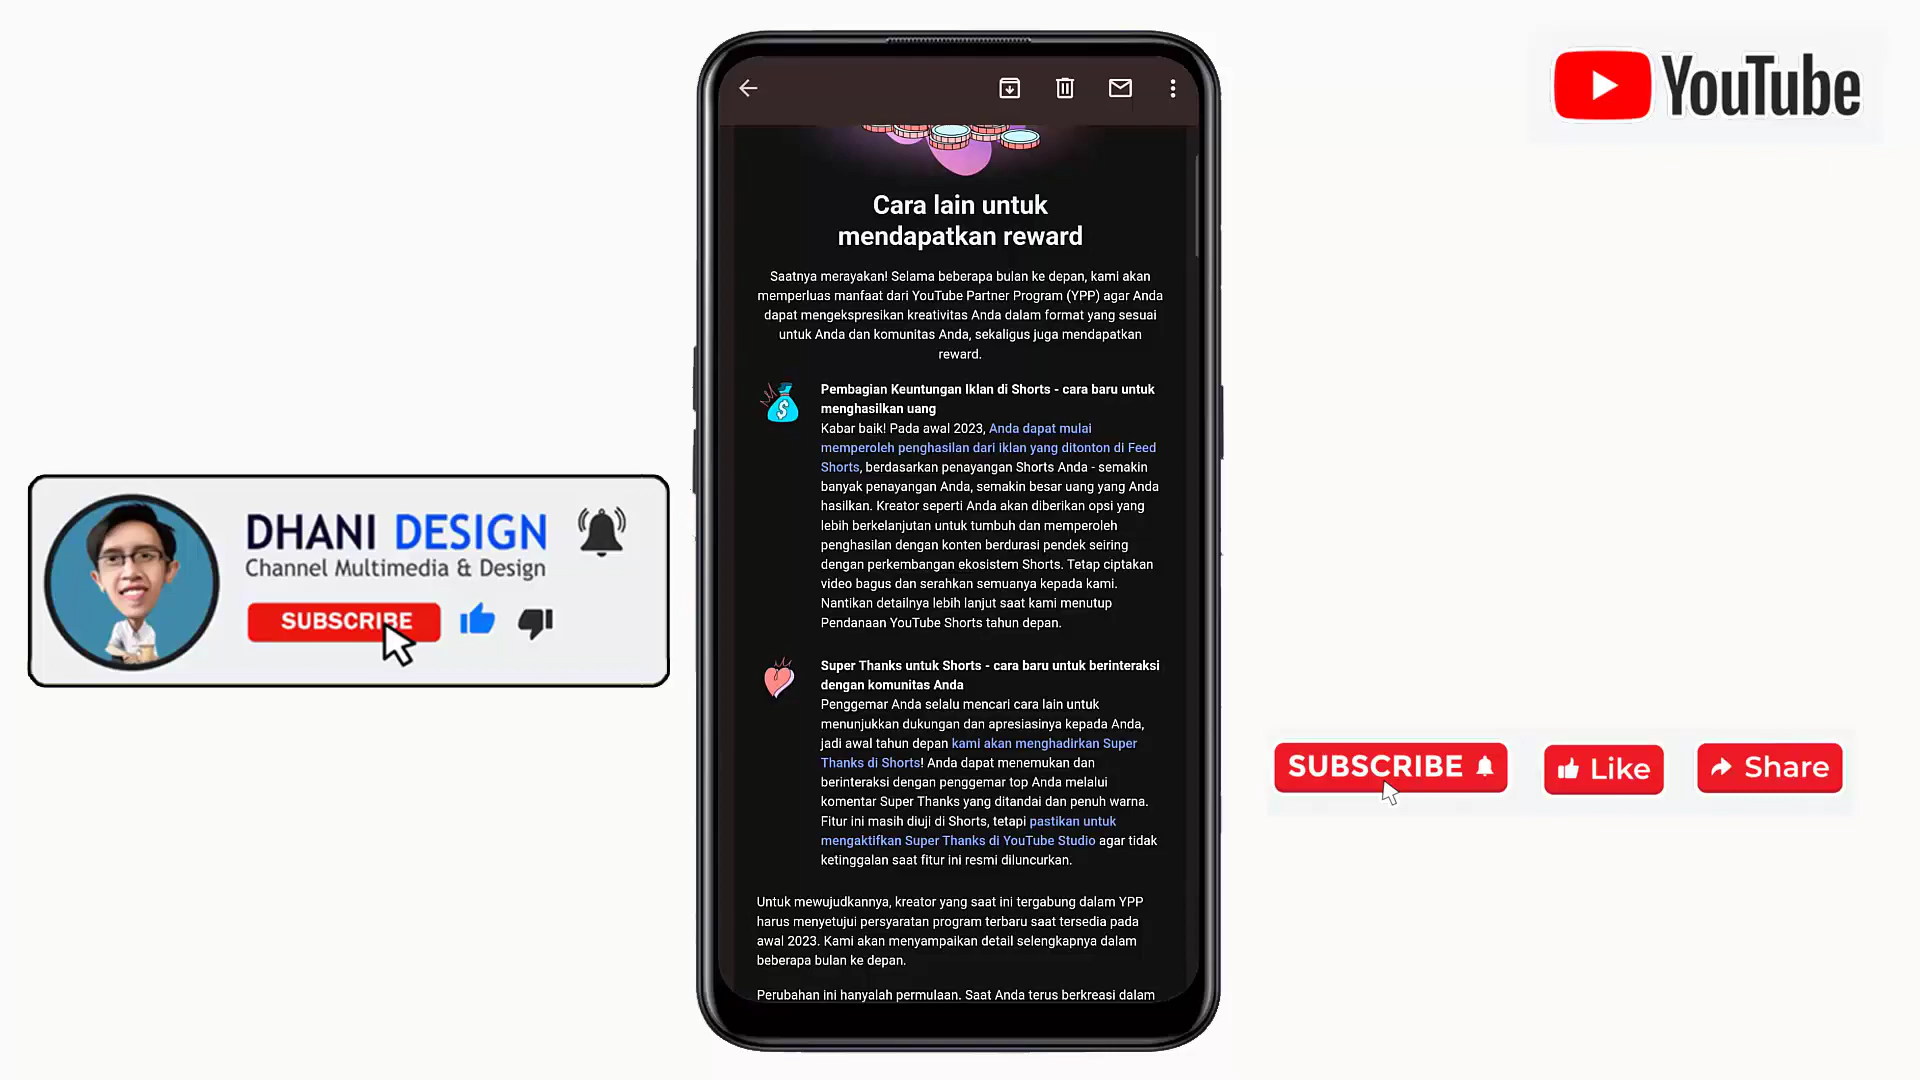 YouTube
Cara lain untuk
mendapatkan reward
Saatnya merayakan! Selama beberapa bulan ke depan, kami akan
memperluas manfaat dari YouTube Partner Program (YPP) agar Anda
dapat mengekspresikan kreativitas Anda dalam format yang sesuai
untuk Anda dan komunitas Anda, sekaligus juga mendapatkan
reward.
Pembagian Keuntungan Iklan di Shorts - cara baru untuk
menghasilkan uang
Kabar baik! Pada awal 2023, Anda dapat mulai
memperoleh penghasilan dari iklan yang ditonton di Feed
Shorts, berdasarkan penayangan Shorts Anda - semakin
banyak penayangan Anda, semakin besar uang yang Anda
hasilkan. Kreator seperti Anda akan diberikan opsi yang
lebih berkelanjutan untuk tumbuh dan memperoleh
penghasilan dengan konten berdurasi pendek seiring
dengan perkembangan ekosistem Shorts. Tetap ciptakan
video bagus dan serahkan semuanya kepada kami.
Nantikan detailnya lebih lanjut saat kami menutup
Pendanaan YouTube Shorts tahun depan.
Super Thanks untuk Shorts - cara baru untuk berinteraksi
dengan komunitas Anda
Penggemar Anda selalu mencari cara lain untuk
menunjukkan dukungan dan apresiasinya kepada Anda,
jadi awal tahun depan kami akan menghadirkan Super
Thanks di Shorts! Anda dapat menemukan dan
berinteraksi dengan penggemar top Anda melalui
komentar Super Thanks yang ditandai dan penuh warna.
Fitur ini masih diuji di Shorts, tetapi pastikan untuk
mengaktifkan Super Thanks di YouTube Studio agar tidak
ketinggalan saat fitur ini resmi diluncurkan.
Untuk mewujudkannya, kreator yang saat ini tergabung dalam YPP
harus menyetujui persyaratan program terbaru saat tersedia pada
awal 2023. Kami akan menyampaikan detail selengkapnya dalam
beberapa bulan ke depan.
Perubahan ini hanyalah permulaan. Saat Anda terus berkreasi dalam
DHANI DESIGN
Channel Multimedia & Design
SUBSCRIBE
SUBSCRIBE
Like
Share